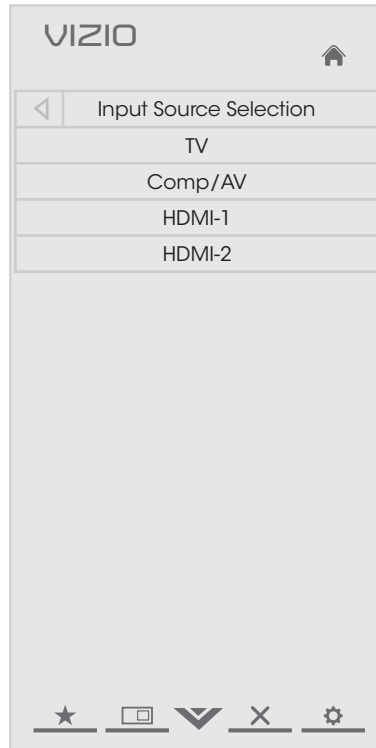 VIZIO
Input Source Selection
TV
Comp/AV
HDMI-1
HDMI-2